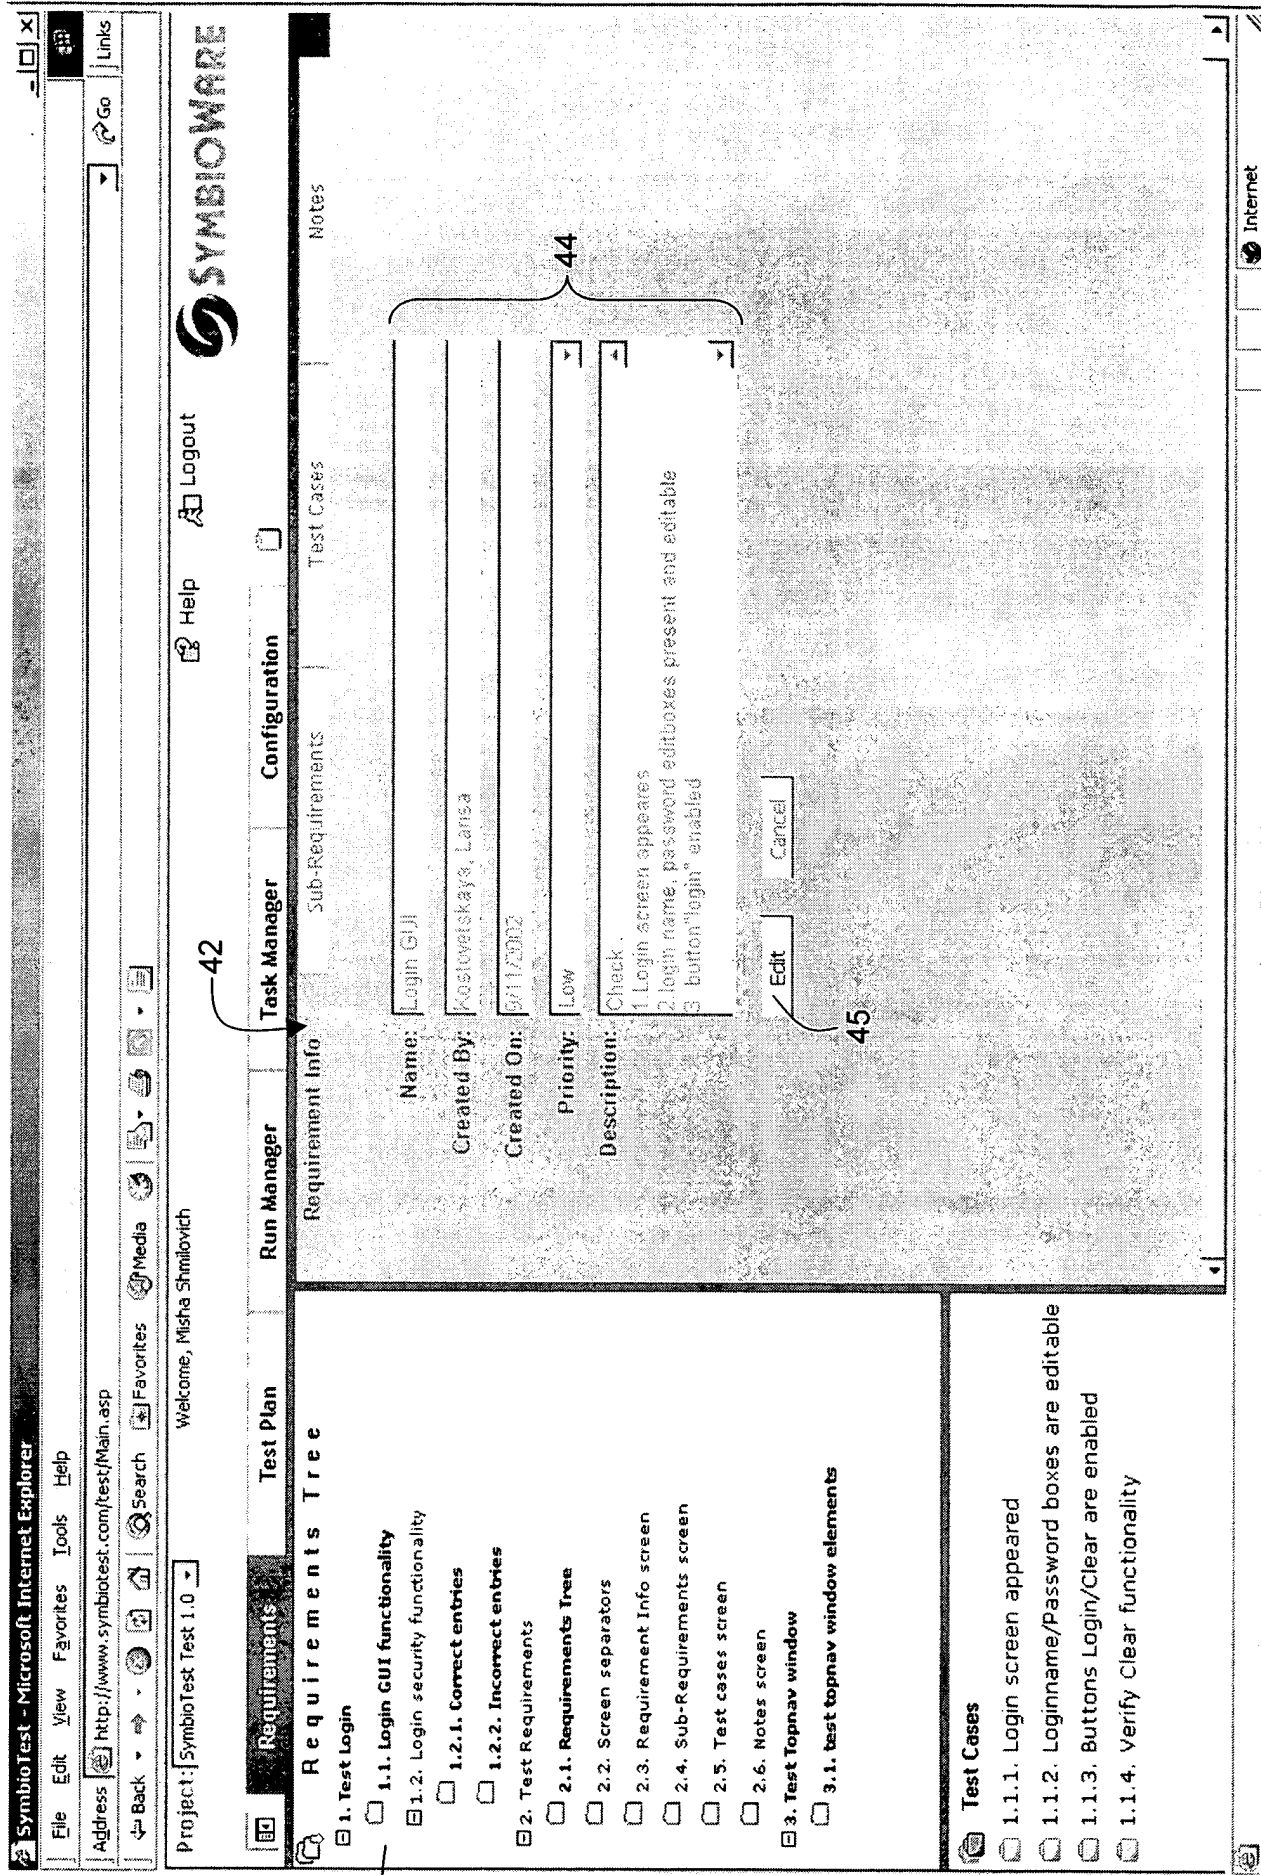 SymbioTest - Microsoft Internet Explorer
File Edit View Favorites Tools Help
Address http://www.symbiotest.com/test/Main.asp Go Links
Back Search Favorites Media
Project: SymbioTest Test 1.0 Welcome, Misha Shmilovich Help Logout SYMBIOWARE
Requirements Test Plan Run Manager Task Manager Configuration
42
Requirements Tree
1. Test Login
1.1. Login GUI functionality
1.2. Login security functionality
1.2.1. Correct entries
1.2.2. Incorrect entries
2. Test Requirements
2.1. Requirements Tree
2.2. Screen separators
2.3. Requirement Info screen
2.4. Sub-Requirements screen
2.5. Test cases screen
2.6. Notes screen
3. Test Topnav window
3.1. test topnav window elements
Test Cases
1.1.1. Login screen appeared
1.1.2. Loginname/Password boxes are editable
1.1.3. Buttons Login/Clear are enabled
1.1.4. Verify Clear functionality
Requirement Info Sub-Requirements Test Cases Notes
Name: Login GUI
Created By: Koslovetskaya, Larisa
Created On: 9/11/2002
Priority: Low
Description: Check .
1.Login screen appeares
2.login name, password editboxes present and editable
3 button"login" enabled
44
Edit Cancel
45
Internet